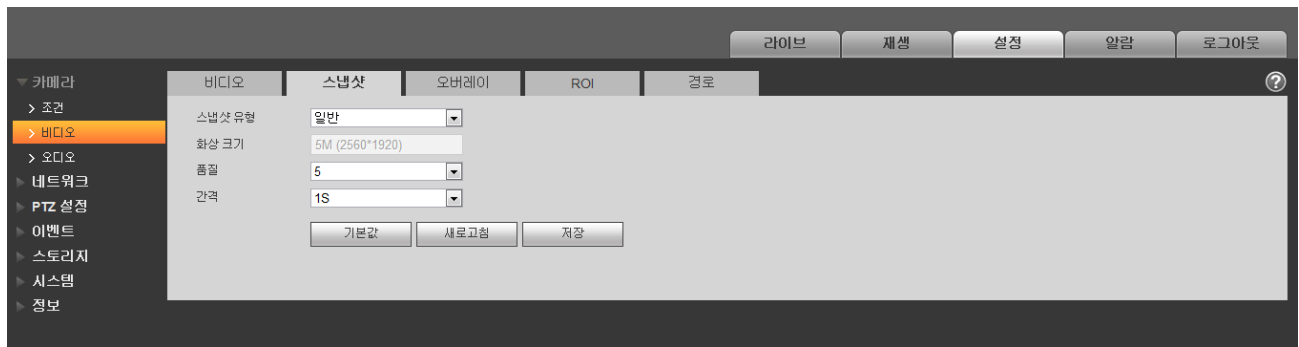 라이브 재생 설정 알람 로그아웃
카메라
> 조건
> 비디오
> 오디오
네트워크
PTZ 설정
이벤트
스토리지
시스템
정보
비디오 스냅샷 오버레이 ROI 경로
?
스냅샷 유형 일반
화상 크기 5M (2560*1920)
품질 5
간격 1S
기본값 새로고침 저장